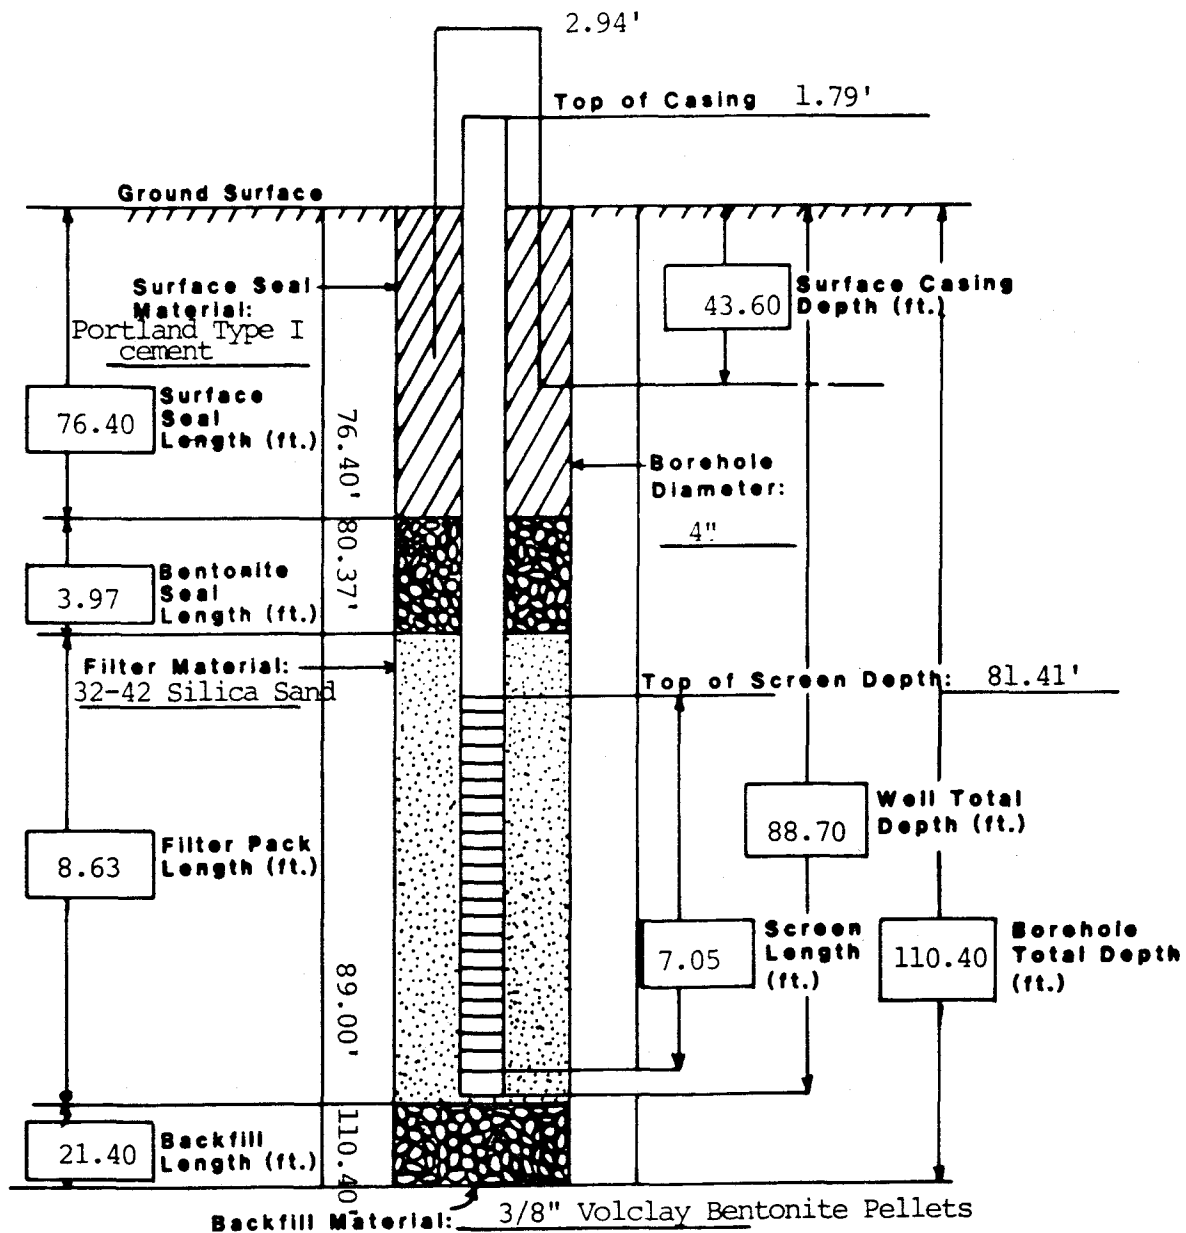 2.94'
Top of Casing 1.79'
Ground Surface
Surface Seal
Material:
Portland Type I
cement
43.60
Surface Casing
Depth (ft.)
76.40
Surface
Seal
Length (ft.)
76.40'
Borehole
Diameter:
4"
80.37'
3.97
Bentonite
Seal
Length (ft.)
Filter Material:
32-42 Silica Sand
Top of Screen Depth: 81.41'
88.70
Well Total
Depth (ft.)
8.63
Filter Pack
Length (ft.)
7.05
Screen
Length
(ft.)
110.40
Borehole
Total Depth
(ft.)
89.00'
21.40
Backfill
Length (ft.)
110.40'
Backfill Material: 3/8" Volclay Bentonite Pellets